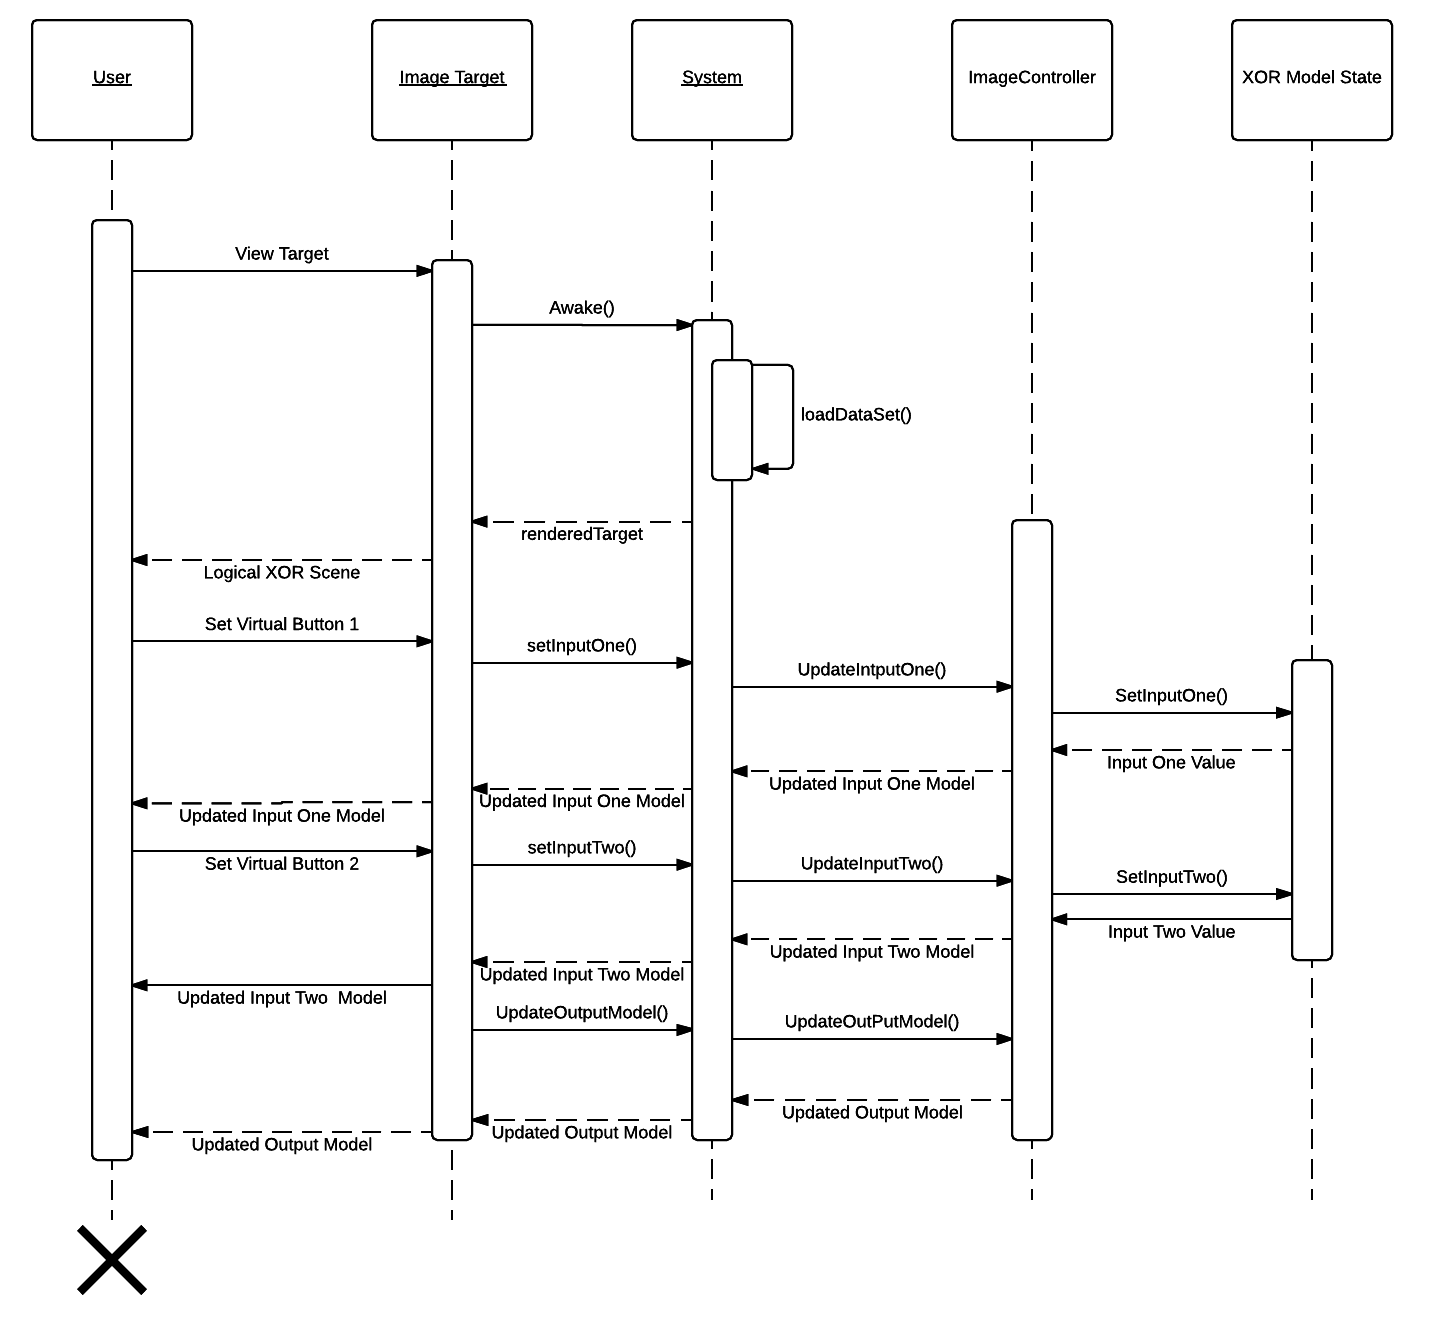 User
Image Target
System
ImageController
XOR Model State
View Target
Awake()
loadDataSet()
renderedTarget
Logical XOR Scene
Set Virtual Button 1
setInputOne()
UpdateIntputOne()
SetInputOne()
Input One Value
Updated Input One Model
Updated Input One Model
Updated Input One Model
Set Virtual Button 2
setInputTwo()
UpdateInputTwo()
SetInputTwo()
Input Two Value
Updated Input Two Model
Updated Input Two Model
Updated Input Two Model
UpdateOutputModel()
UpdateOutPutModel()
Updated Output Model
Updated Output Model
Updated Output Model